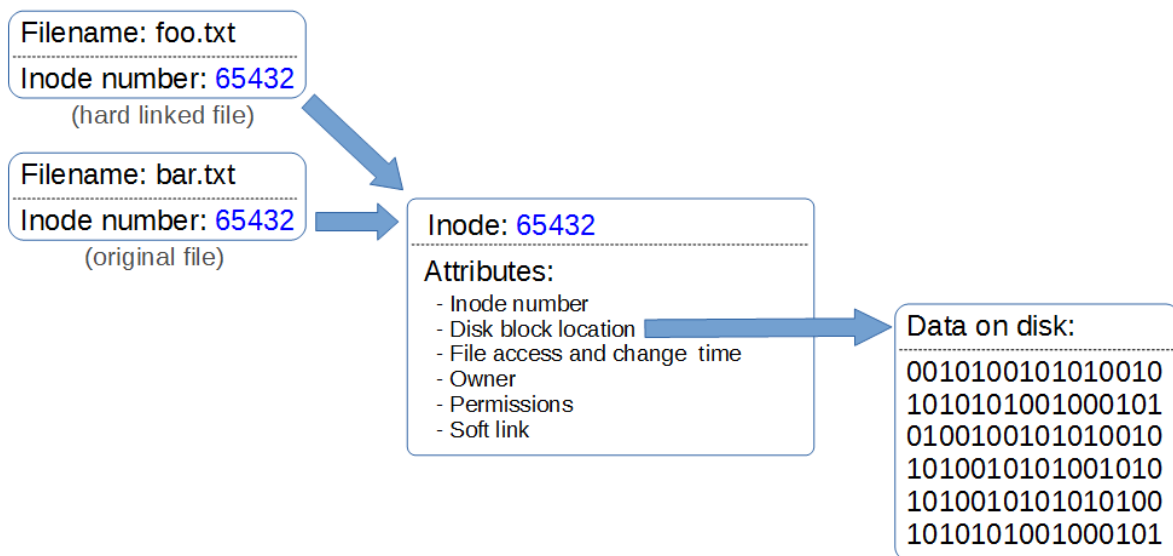 Filename: foo.txt
Inode number: 65432
(hard linked file)
Filename: bar.txt
Inode number: 65432
(original file)
Inode: 65432
Attributes:
- Inode number
- Disk block location
- File access and change time
- Owner
- Permissions
- Soft link
Data on disk:
0010100101010010
1010101001000101
0100100101010010
1010010101001010
1010010101010100
1010101001000101